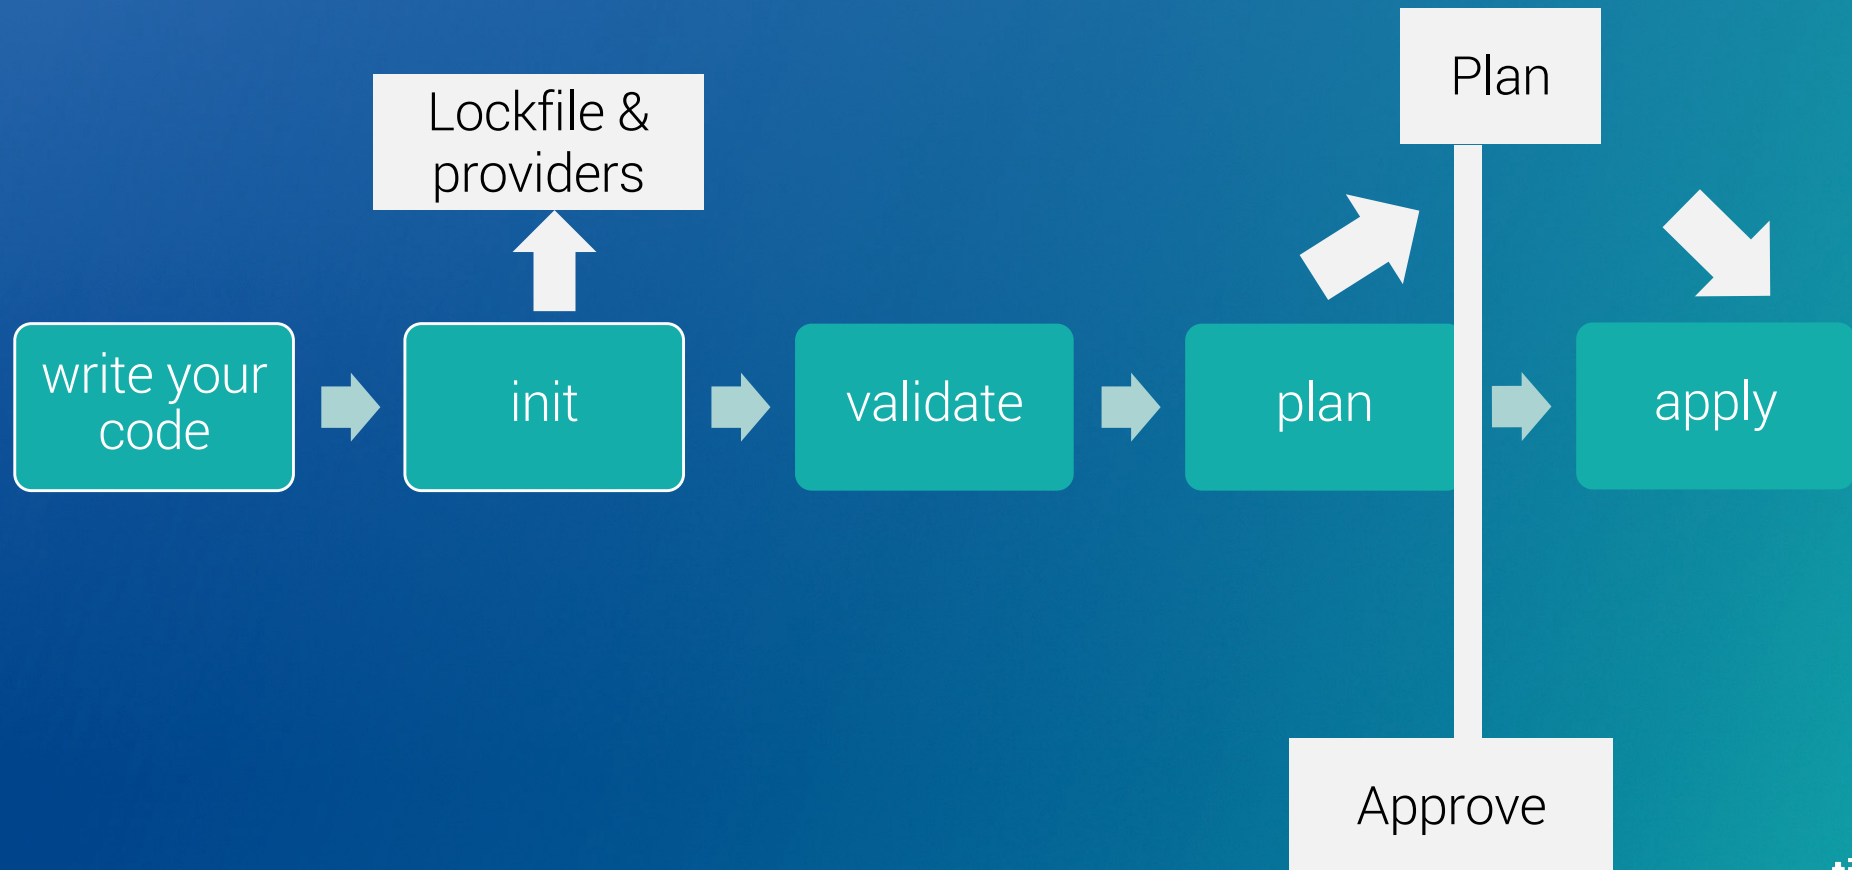 Plan
Lockfile &
providers
write your
code
init
validate
plan
apply
Approve